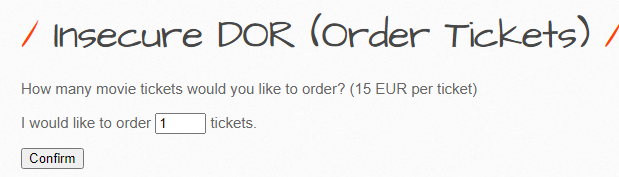 / Insecure DOR (Order Tickets) /
How many movie tickets would you like to order? (15 EUR per ticket)
I would like to order 1 tickets.
Confirm